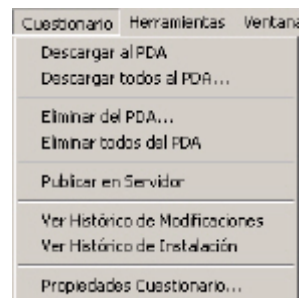 Cuestionario Herramientas Ventana
Descargar al PDA
Descargar todos al PDA...
Eliminar del PDA...
Eliminar todos del PDA
Publicar en Servidor
Ver Histórico de Modificaciones
Ver Histórico de Instalación
Propiedades Cuestionario...